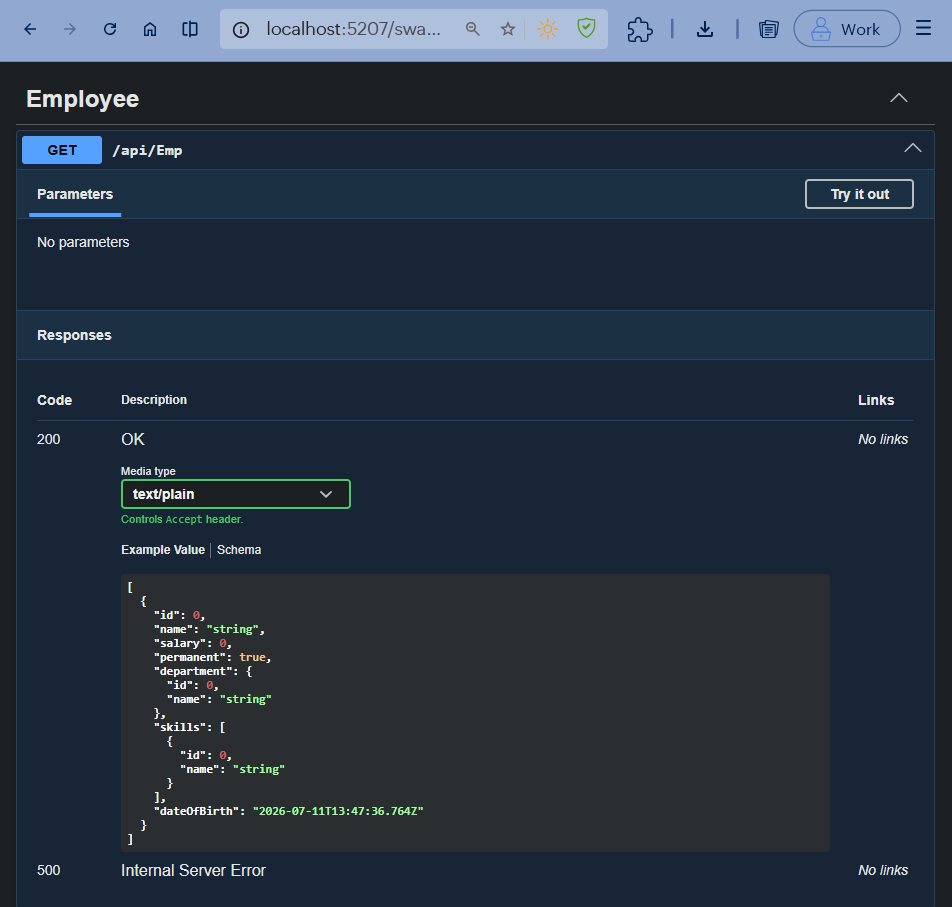 localhost:5207/swa...
Work
Employee
GET /api/Emp
Parameters
Try it out
No parameters
Responses
Code Description Links
200 OK No links
Media type
text/plain
Controls Accept header.
Example Value Schema
[
  {
    "id": 0,
    "name": "string",
    "salary": 0,
    "permanent": true,
    "department": {
      "id": 0,
      "name": "string"
    },
    "skills": [
      {
        "id": 0,
        "name": "string"
      }
    ],
    "dateOfBirth": "2026-07-11T13:47:36.764Z"
  }
]
500 Internal Server Error No links